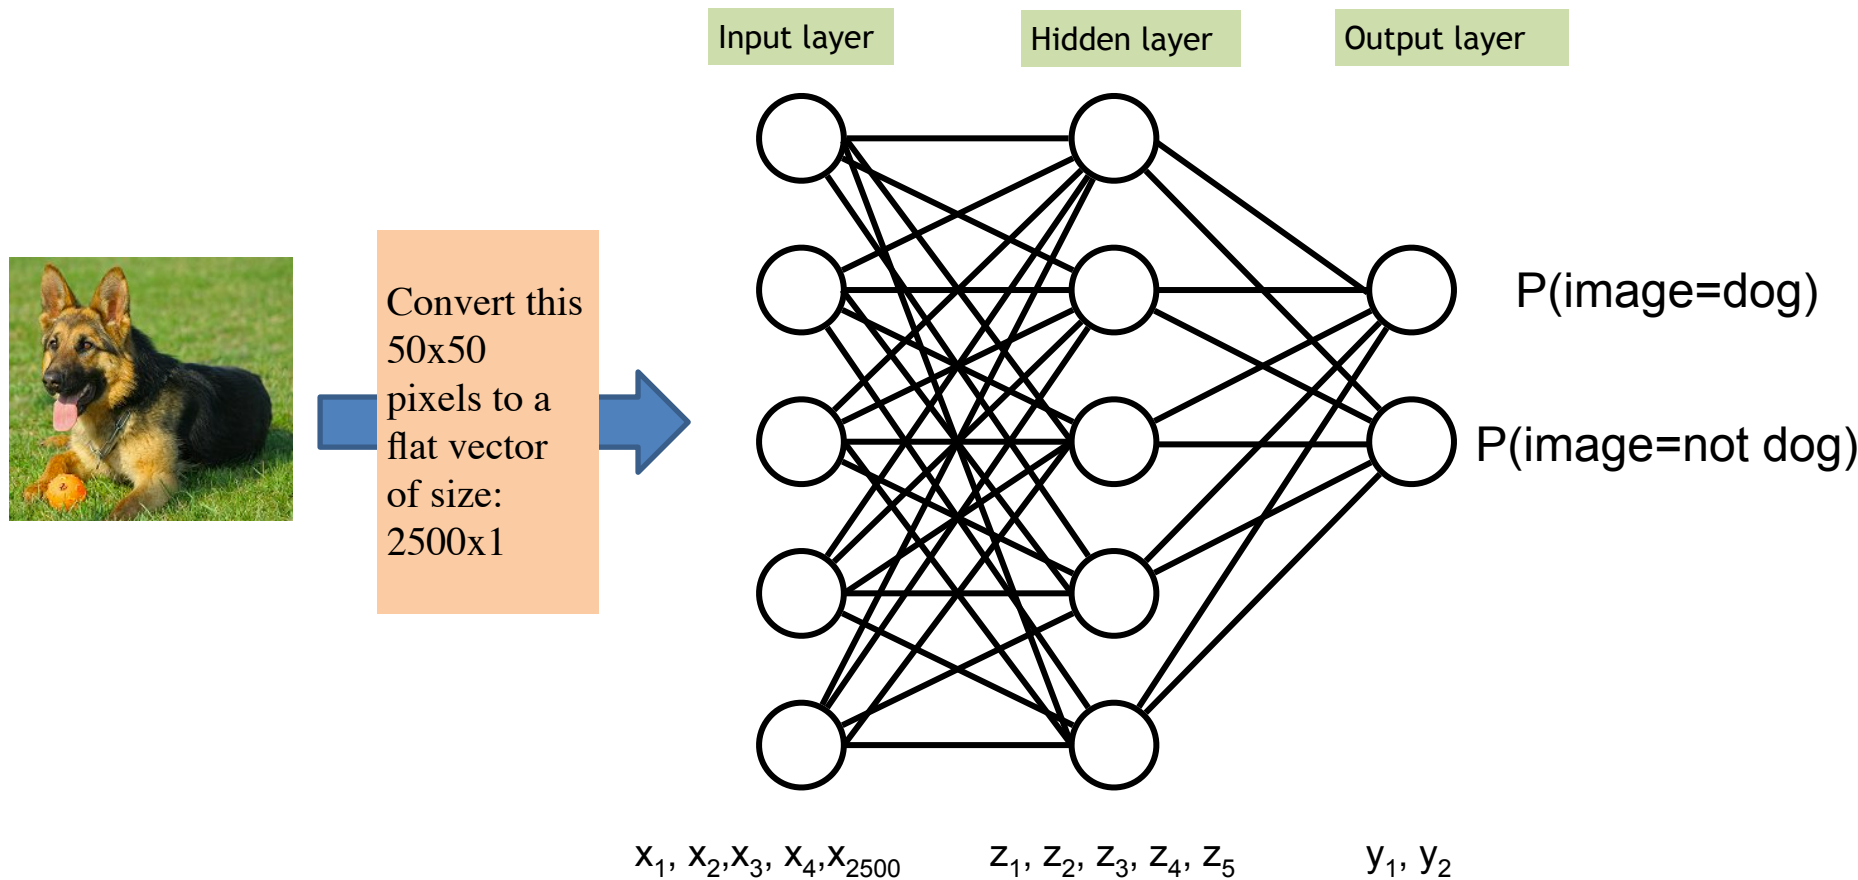 Input layer
Hidden layer
Output layer
Convert this
50x50
pixels to a
flat vector
of size:
2500x1
P(image=dog)
P(image=not dog)
x₁, x₂,x₃, x₄,x₂₅₀₀
z₁, z₂, z₃, z₄, z₅
y₁, y₂